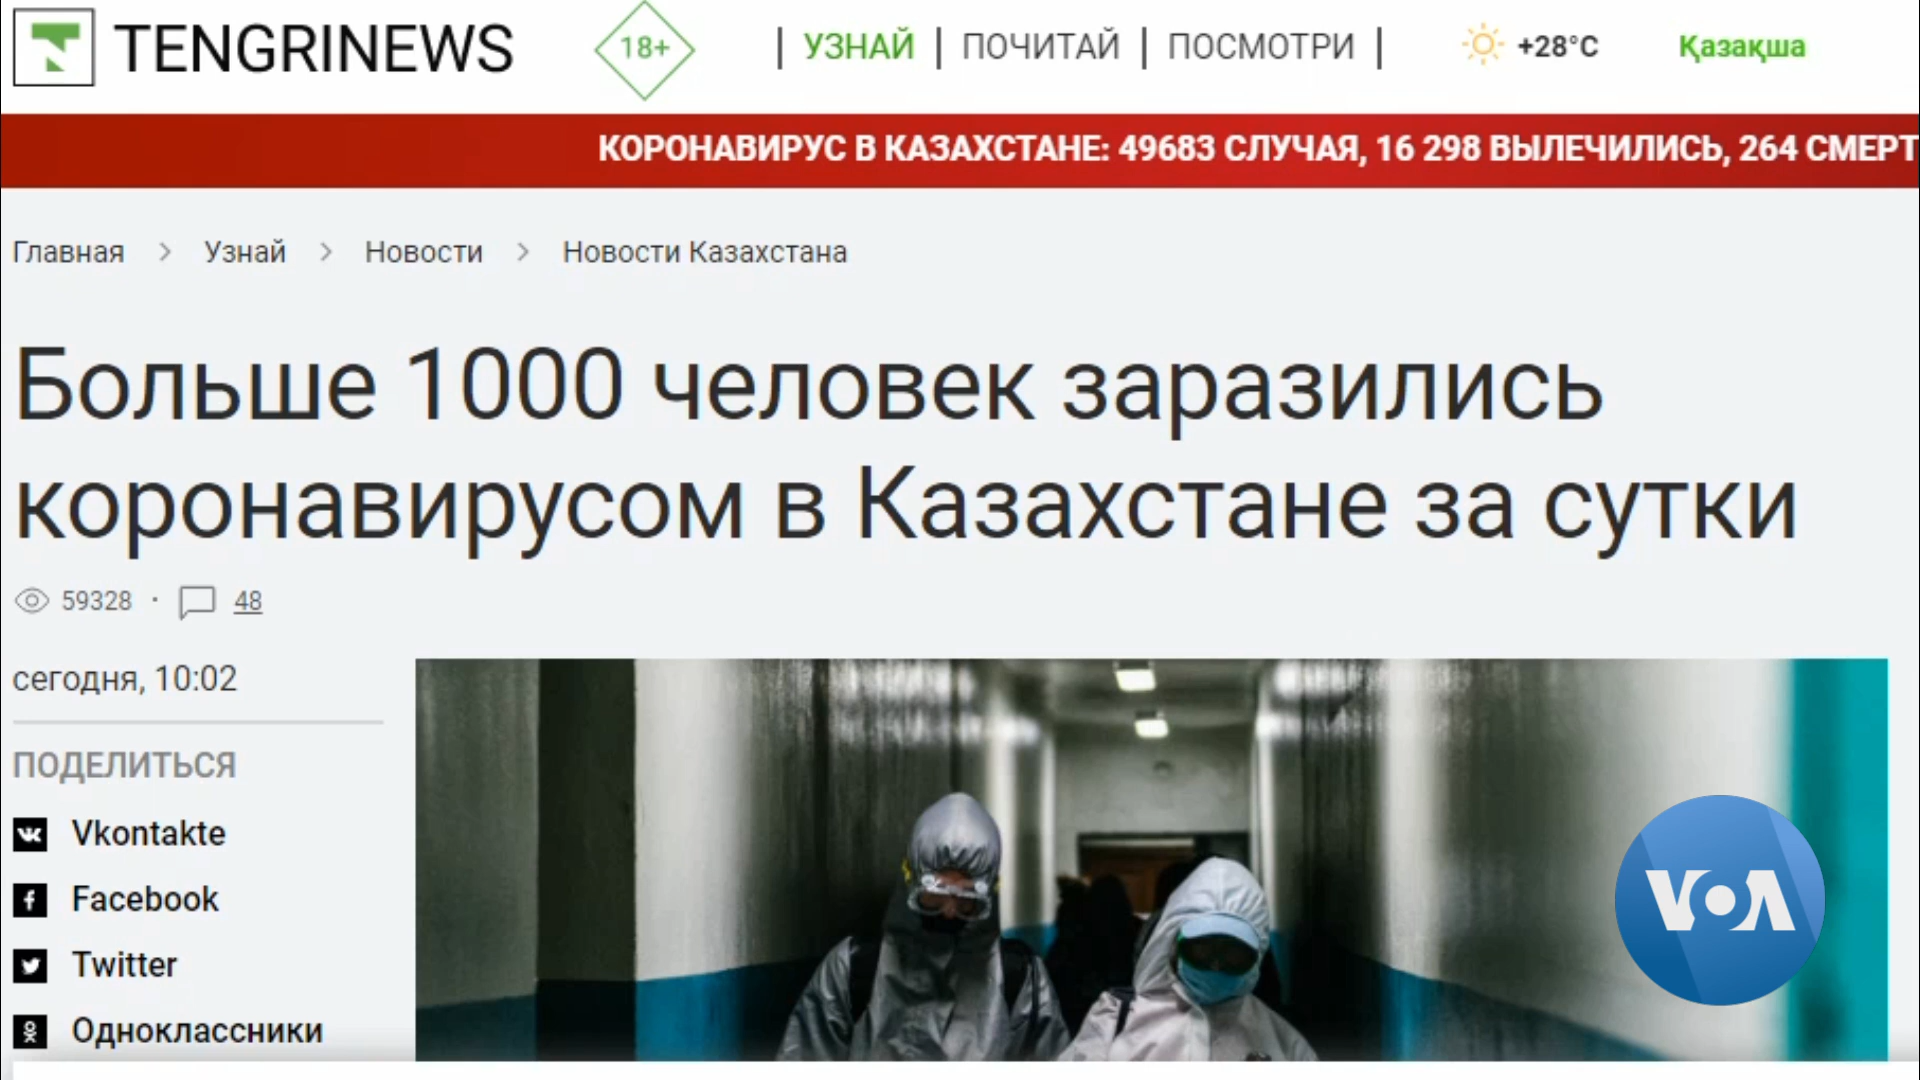 TENGRINEWS
18+
| УЗНАЙ | ПОЧИТАЙ | ПОСМОТРИ |
+28°C
Қазақша
КОРОНАВИРУС В КАЗАХСТАНЕ: 49683 СЛУЧАЯ, 16 298 ВЫЛЕЧИЛИСЬ, 264 СМЕРТ
Главная > Узнай > Новости > Новости Казахстана
Больше 1000 человек заразились
коронавирусом в Казахстане за сутки
59328 · 48
сегодня, 10:02
ПОДЕЛИТЬСЯ
Vkontakte
Facebook
Twitter
Одноклассники
VOA